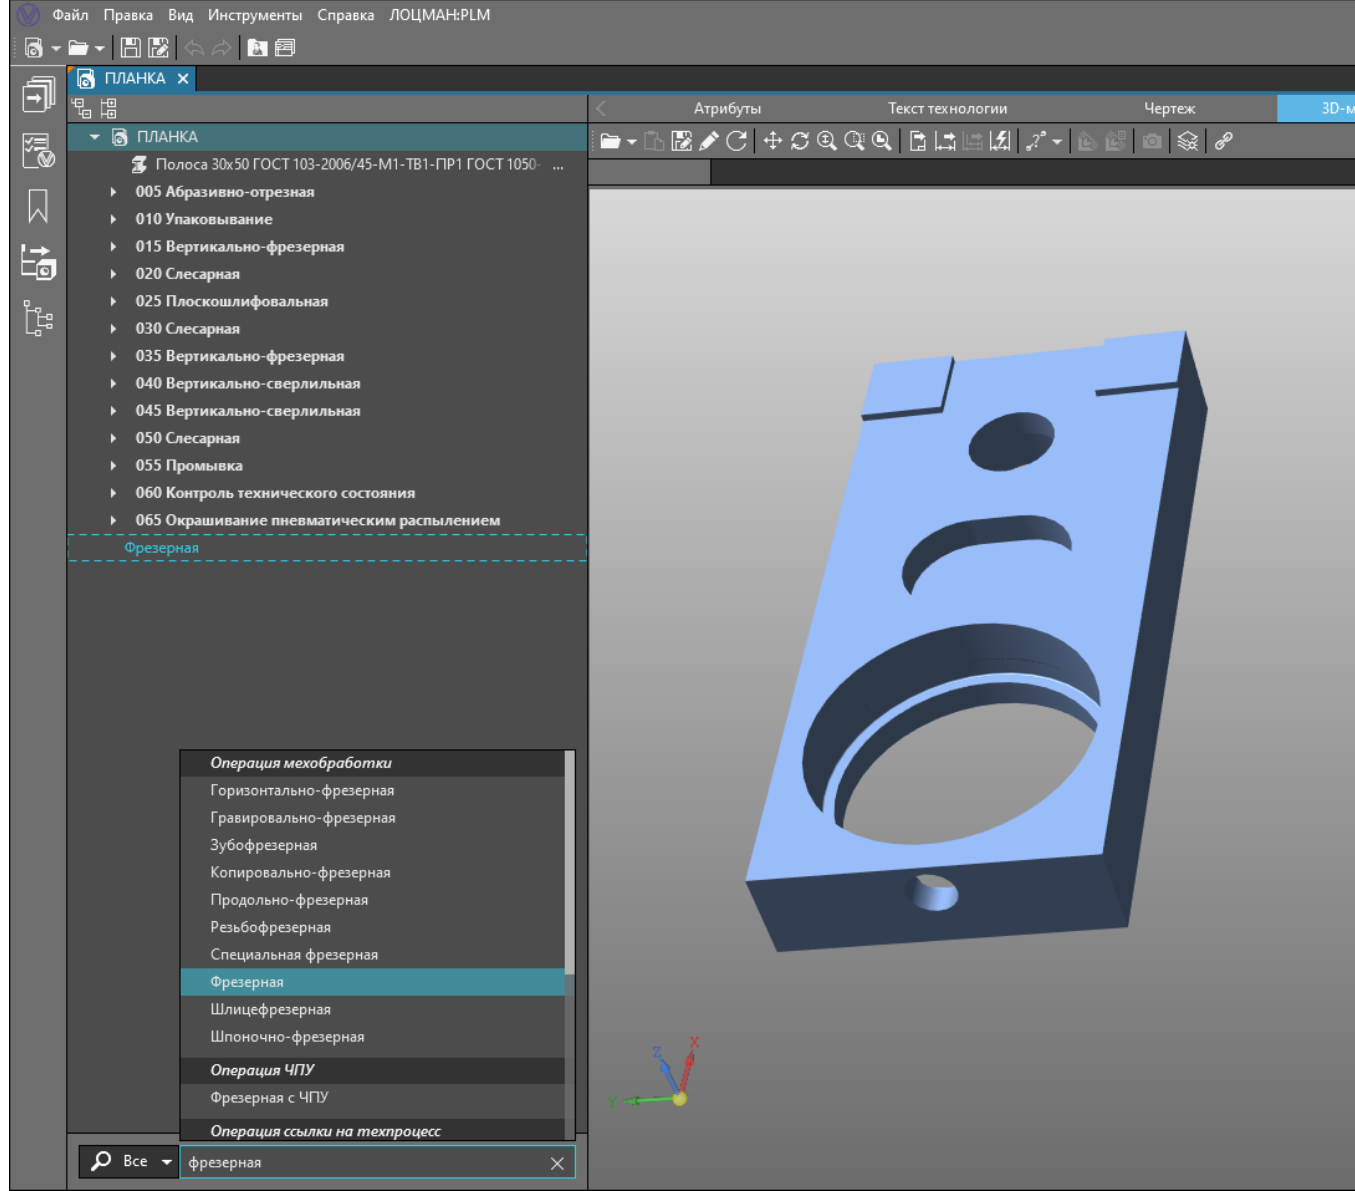 Файл Правка Вид Инструменты Справка ЛОЦМАН:PLM
ПЛАНКА
Атрибуты Текст технологии Чертеж 3D-м
ПЛАНКА
Полоса 30х50 ГОСТ 103-2006/45-М1-ТВ1-ПР1 ГОСТ 1050- ...
005 Абразивно-отрезная
010 Упаковывание
015 Вертикально-фрезерная
020 Слесарная
025 Плоскошлифовальная
030 Слесарная
035 Вертикально-фрезерная
040 Вертикально-сверлильная
045 Вертикально-сверлильная
050 Слесарная
055 Промывка
060 Контроль технического состояния
065 Окрашивание пневматическим распылением
Фрезерная
Операция мехобработки
Горизонтально-фрезерная
Гравировально-фрезерная
Зубофрезерная
Копировально-фрезерная
Продольно-фрезерная
Резьбофрезерная
Специальная фрезерная
Фрезерная
Шлицефрезерная
Шпоночно-фрезерная
Операция ЧПУ
Фрезерная с ЧПУ
Операция ссылки на техпроцесс
Все фрезерная
Z X
Y